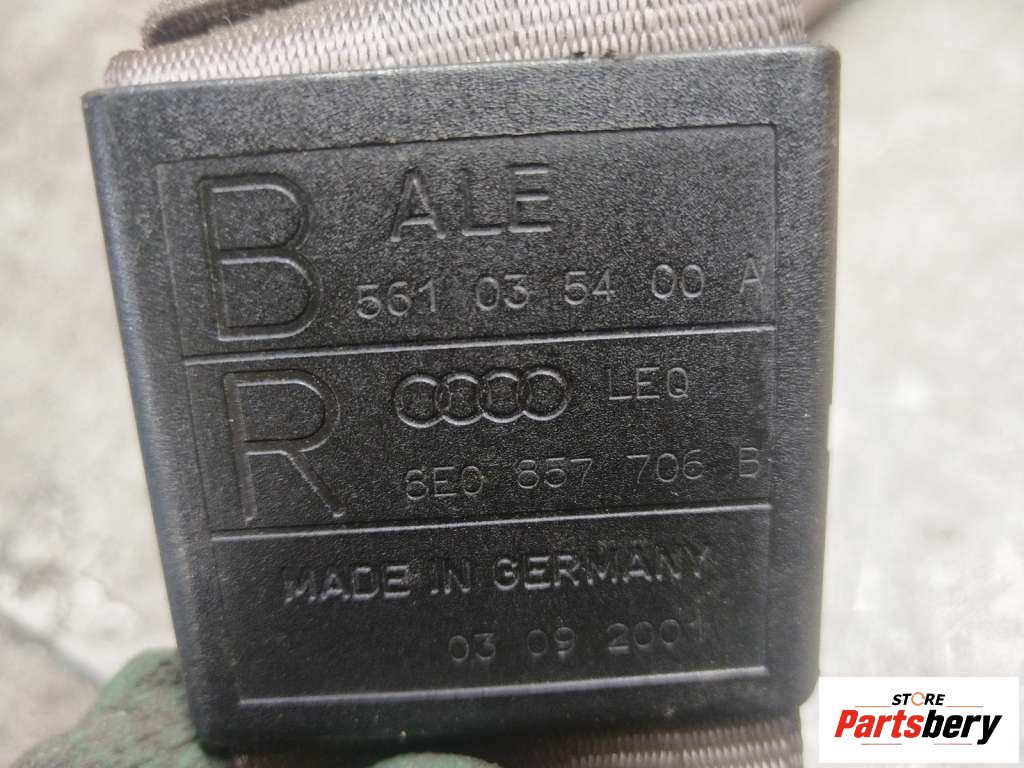 B ALE
561 03 54 00 A
R LEQ
8E0 857 706 B
MADE IN GERMANY
03 09 2001
STORE
Partsbery